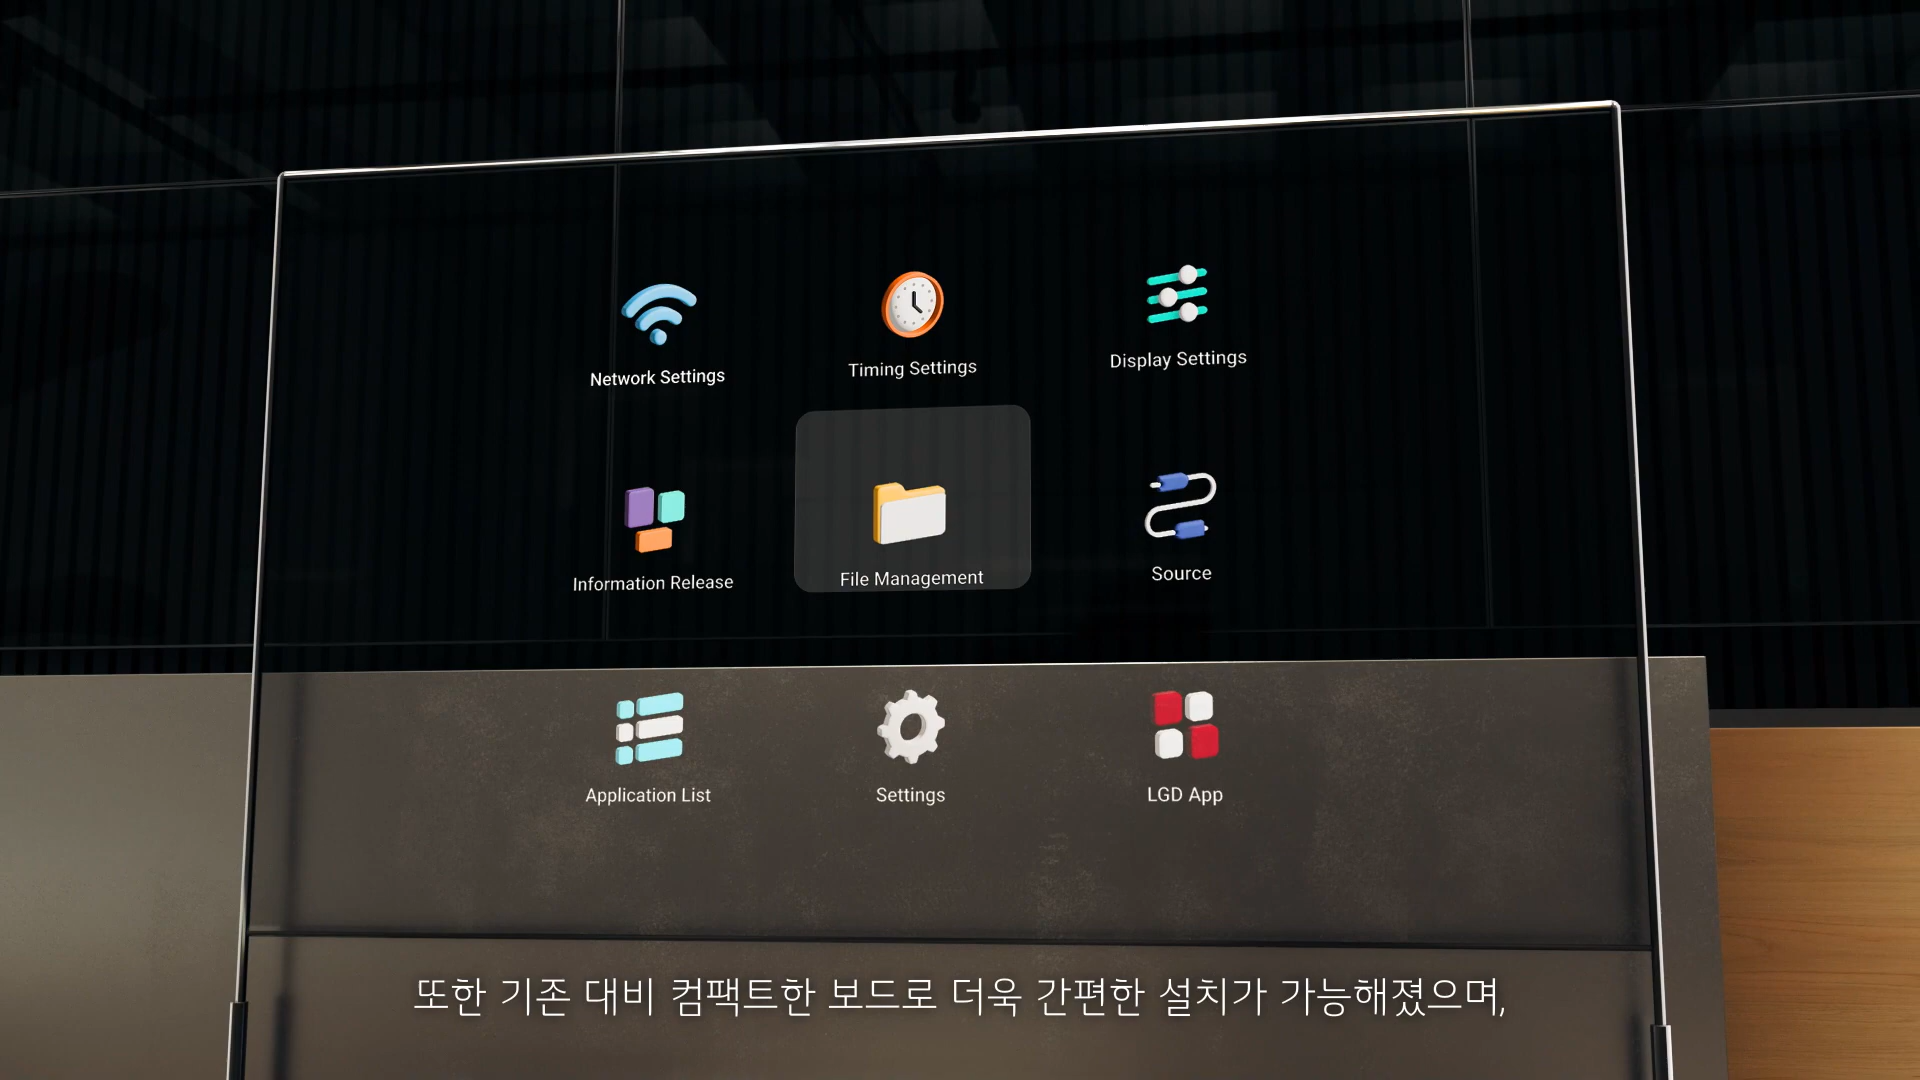 Network Settings
Timing Settings
Display Settings
Information Release
File Management
Source
Application List
Settings
LGD App
또한 기존 대비 컴팩트한 보드로 더욱 간편한 설치가 가능해졌으며,